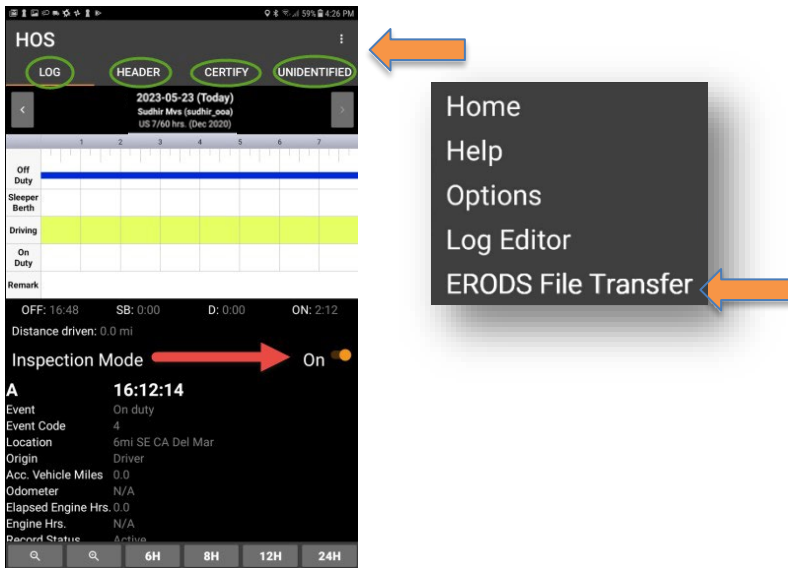 59% 4:26 PM
HOS
LOG HEADER CERTIFY UNIDENTIFIED
2023-05-23 (Today)
Sudhir Mvs (sudhir_ooa)
US 7/60 hrs. (Dec 2020)
1 2 3 4 5 6 7
Off
Duty
Sleeper
Berth
Driving
On
Duty
Remark
OFF: 16:48 SB: 0:00 D: 0:00 ON: 2:12
Distance driven: 0.0 mi
Inspection Mode On
A 16:12:14
Event On duty
Event Code 4
Location 6mi SE CA Del Mar
Origin Driver
Acc. Vehicle Miles 0.0
Odometer N/A
Elapsed Engine Hrs. 0.0
Engine Hrs. N/A
Record Status Active
6H 8H 12H 24H
Home
Help
Options
Log Editor
ERODS File Transfer